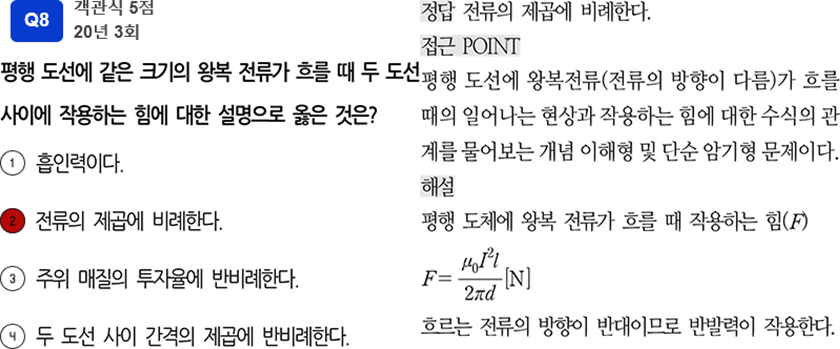 Q8
객관식 5점
20년 3회
평행 도선에 같은 크기의 왕복 전류가 흐를 때 두 도선
사이에 작용하는 힘에 대한 설명으로 옳은 것은?
1 흡인력이다.
2 전류의 제곱에 비례한다.
3 주위 매질의 투자율에 반비례한다.
4 두 도선 사이 간격의 제곱에 반비례한다.
정답 전류의 제곱에 비례한다.
접근 POINT
평행 도선에 왕복전류(전류의 방향이 다름)가 흐를
때의 일어나는 현상과 작용하는 힘에 대한 수식의 관
계를 물어보는 개념 이해형 및 단순 암기형 문제이다.
해설
평행 도체에 왕복 전류가 흐를 때 작용하는 힘(F)
F = μ₀I²l / 2πd [N]
흐르는 전류의 방향이 반대이므로 반발력이 작용한다.